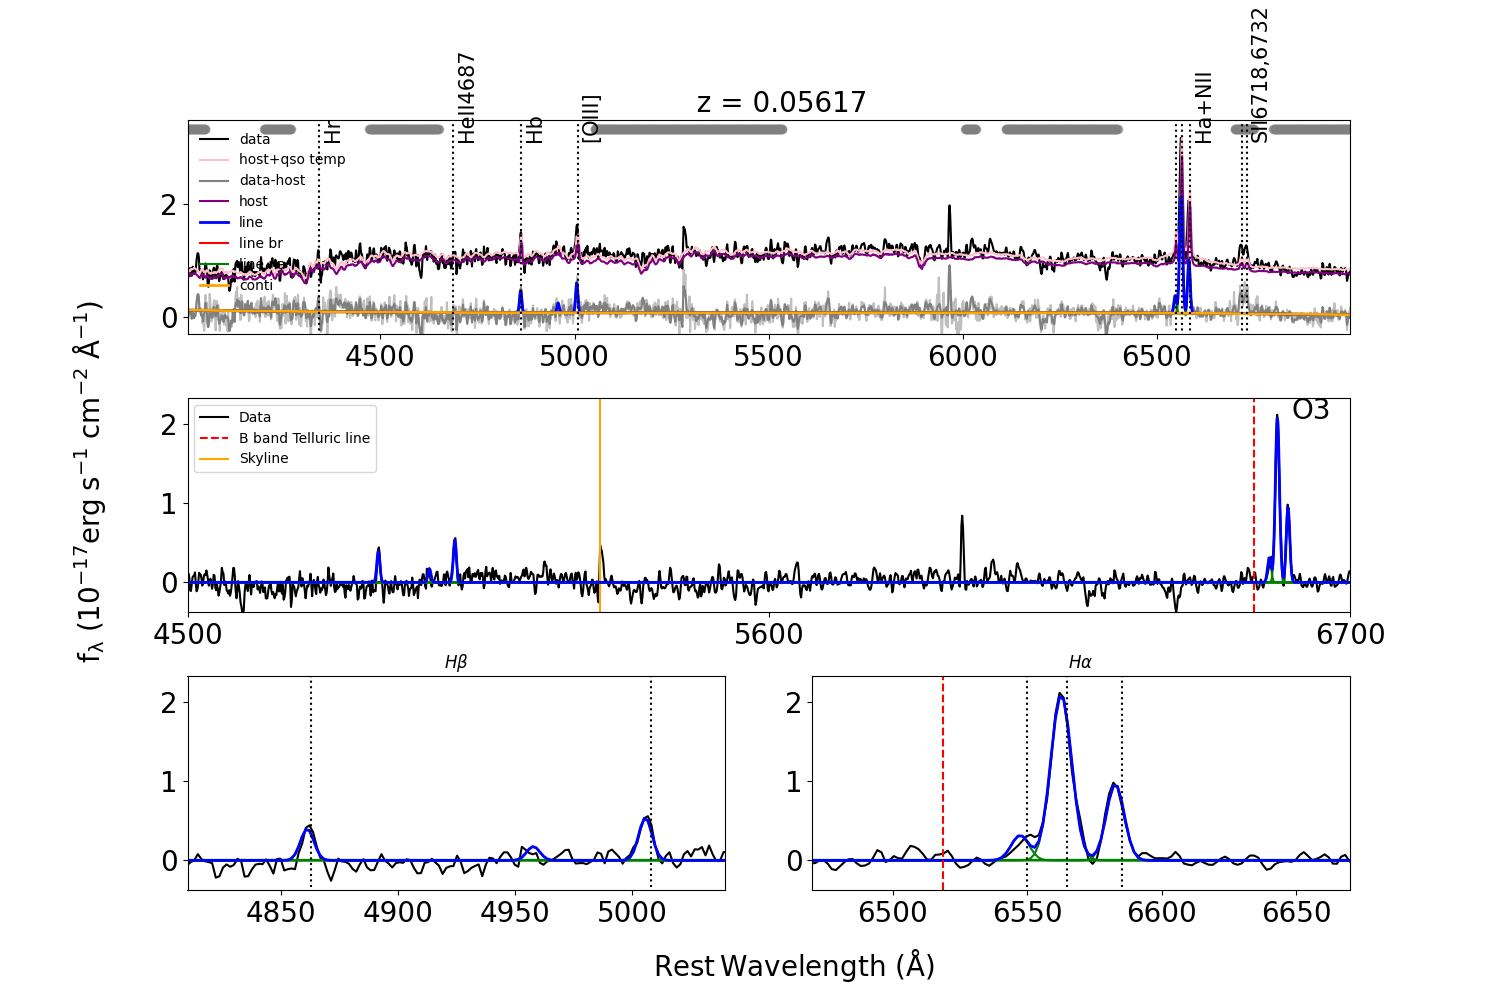 z = 0.05617
Hr
HeII4687
Hb
[OIII]
Ha+NII
SII6718,6732
data
host+qso temp
data-host
host
line
line br
conti
2
0
4500
5000
5500
6000
6500
Data
B band Telluric line
Skyline
O3
2
1
0
4500
5600
6700
fλ (10−17erg s−1 cm−2 Å−1)
Hβ
2
1
0
4850
4900
4950
5000
Hα
2
1
0
6500
6550
6600
6650
Rest Wavelength (Å)